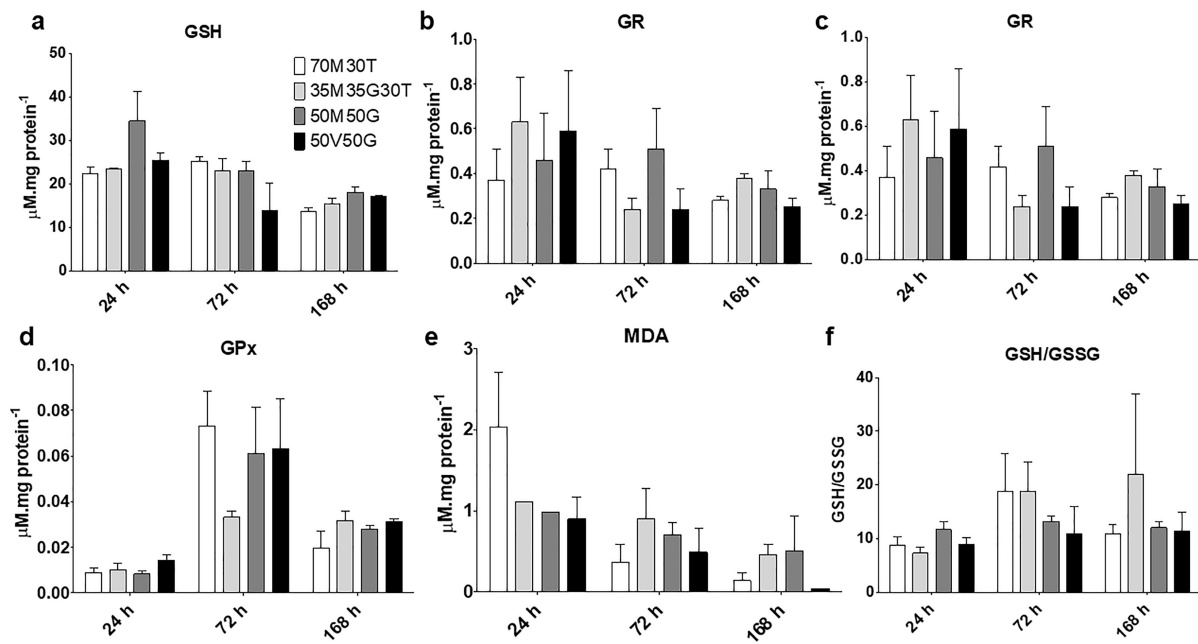 a
GSH
μM.mg protein-1
50
40
30
20
10
0
70M30T
35M35G30T
50M50G
50V50G
24 h
72 h
168 h
b
GR
μM.mg protein-1
1.0
0.8
0.6
0.4
0.2
0.0
24 h
72 h
168 h
c
GR
μM.mg protein-1
1.0
0.8
0.6
0.4
0.2
0.0
24 h
72 h
168 h
d
GPx
μM.mg protein-1
0.10
0.08
0.06
0.04
0.02
0.00
24 h
72 h
168 h
e
MDA
μM.mg protein-1
3
2
1
0
24 h
72 h
168 h
f
GSH/GSSG
GSH/GSSG
40
30
20
10
0
24 h
72 h
168 h